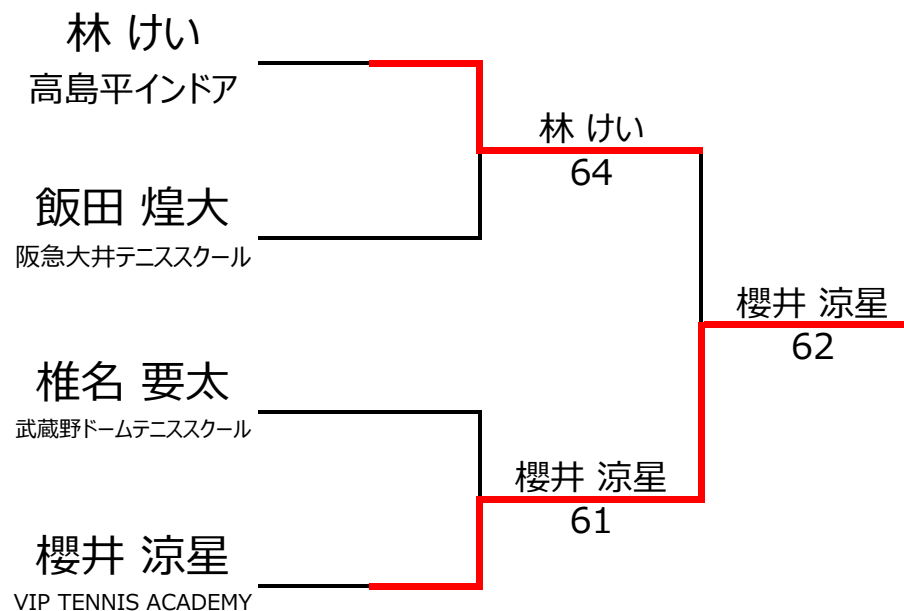 林 けい
高島平インドア
飯田 煌大
阪急大井テニススクール
椎名 要太
武蔵野ドームテニススクール
櫻井 涼星
VIP TENNIS ACADEMY
林 けい
64
櫻井 涼星
61
櫻井 涼星
62